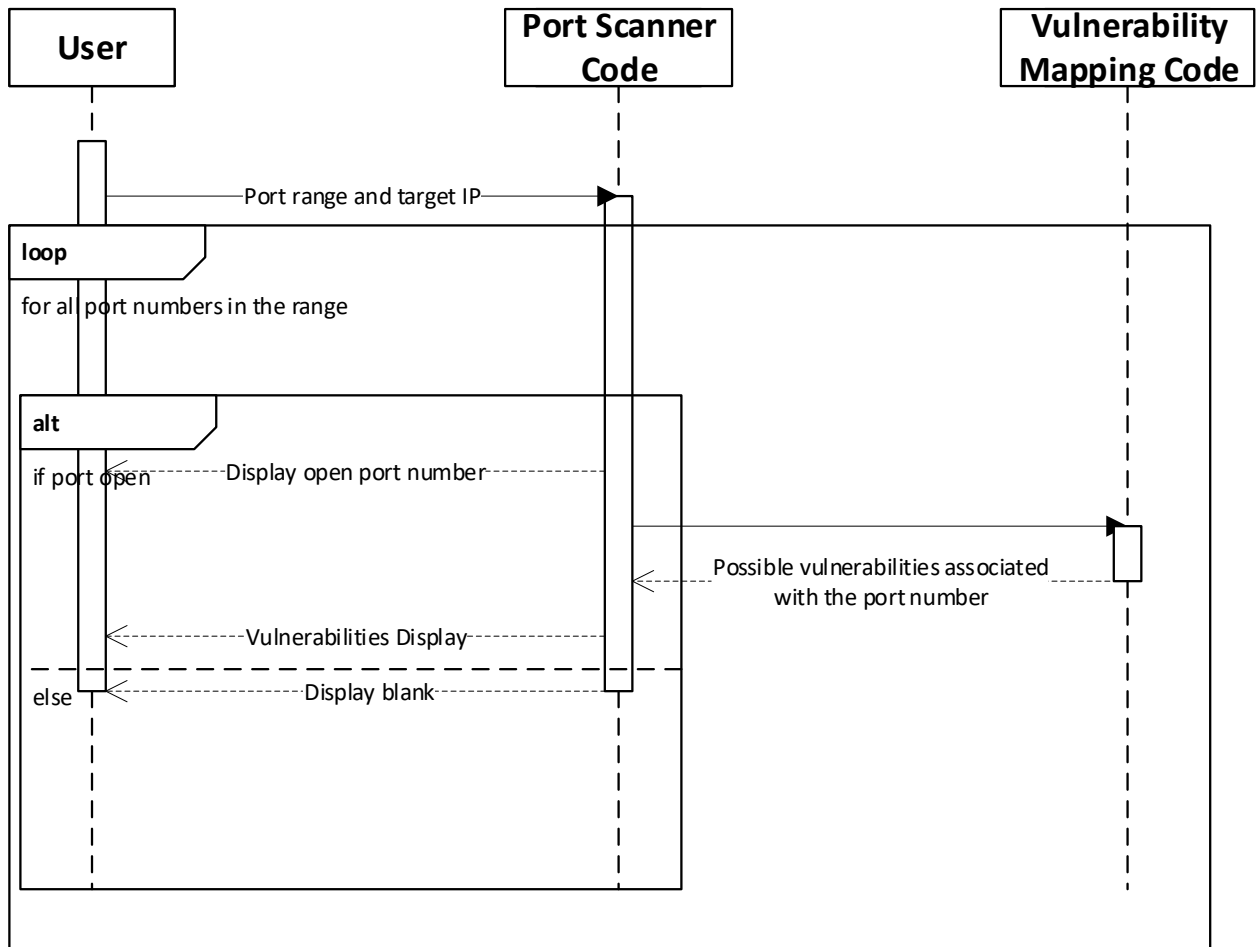 User
Port Scanner
Code
Vulnerability
Mapping Code
Port range and target IP
loop
for all port numbers in the range
alt
if port open
Display open port number
Possible vulnerabilities associated
with the port number
Vulnerabilities Display
else
Display blank